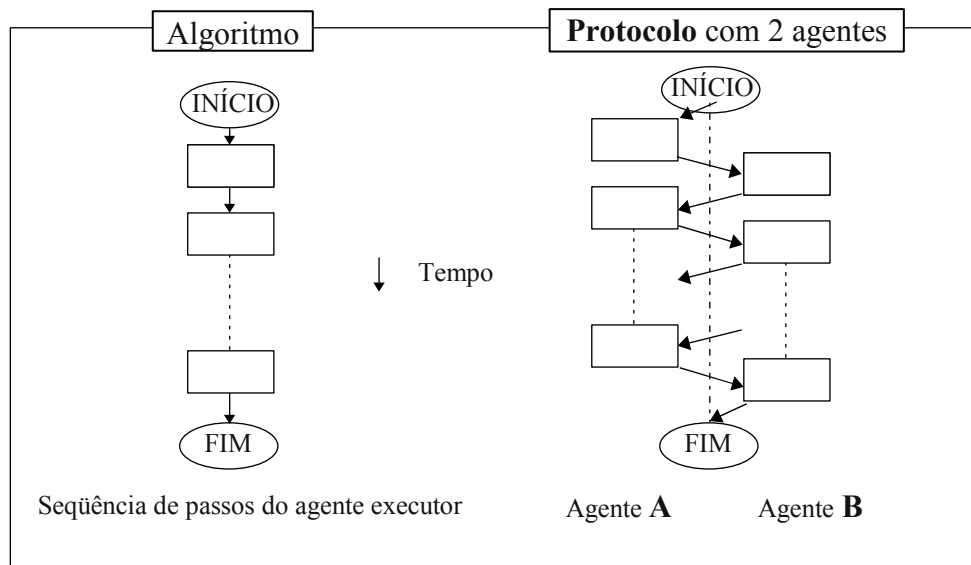 Algoritmo
Protocolo com 2 agentes
INÍCIO
INÍCIO
Tempo
FIM
FIM
Seqüência de passos do agente executor
Agente A
Agente B